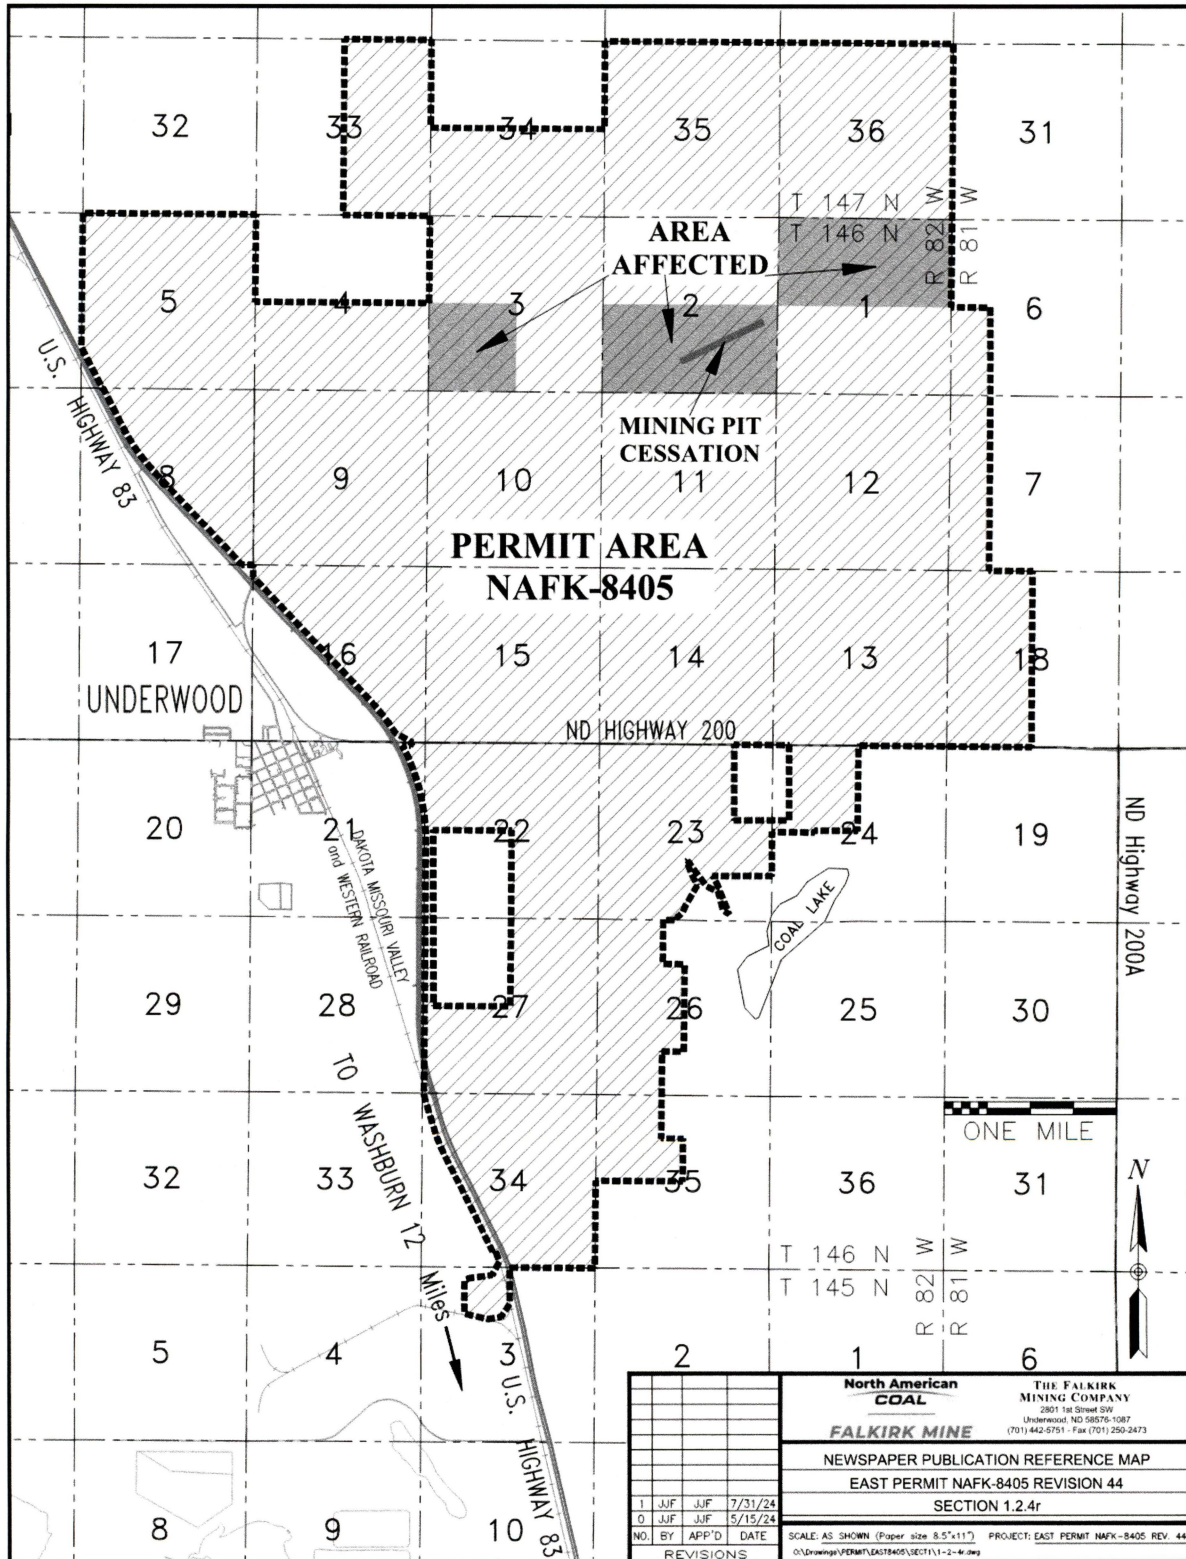 32
33
34
35
36
31
T 147 N
T 146 N
R 82 W
R 81 W
AREA
AFFECTED
5
4
3
2
1
6
U.S. HIGHWAY 83
MINING PIT
CESSATION
8
9
10
11
12
7
PERMIT AREA
NAFK-8405
17
16
15
14
13
18
UNDERWOOD
ND HIGHWAY 200
20
21
22
23
24
19
ND Highway 200A
DAKOTA MISSOURI VALLEY
and WESTERN RAILROAD
COAL LAKE
29
28
27
26
25
30
TO WASHBURN 12 Miles
ONE MILE
32
33
34
35
36
31
N
T 146 N
T 145 N
R 82 W
R 81 W
5
4
3
2
1
6
U.S. HIGHWAY 83
8
9
10
North American
COAL
FALKIRK MINE
THE FALKIRK
MINING COMPANY
2801 1st Street SW
Underwood, ND 58576-1087
(701) 442-5751 - Fax (701) 250-2473
NEWSPAPER PUBLICATION REFERENCE MAP
EAST PERMIT NAFK-8405 REVISION 44
SECTION 1.2.4r
1 JJF JJF 7/31/24
0 JJF JJF 5/15/24
NO. BY APP'D DATE
REVISIONS
SCALE: AS SHOWN (Paper size 8.5"x11") PROJECT: EAST PERMIT NAFK-8405 REV. 44
O:\Drawings\PERMIT\EAST8405\SECT1\1-2-4r.dwg